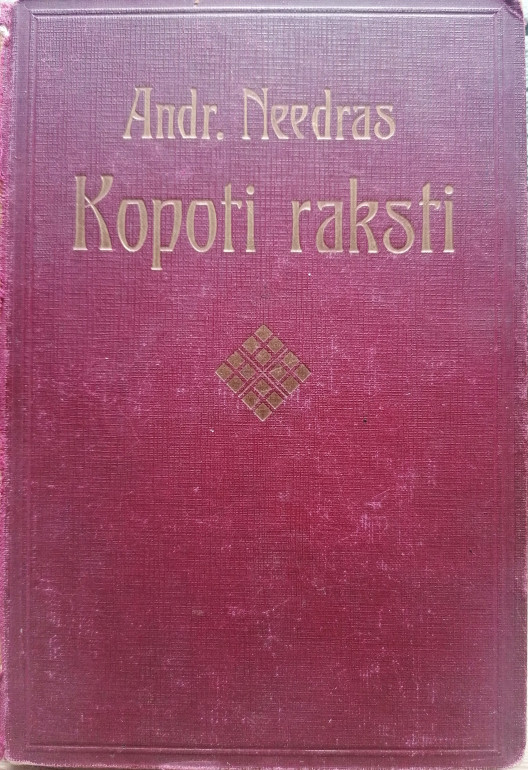 Andr. Needras
Kopoti raksti